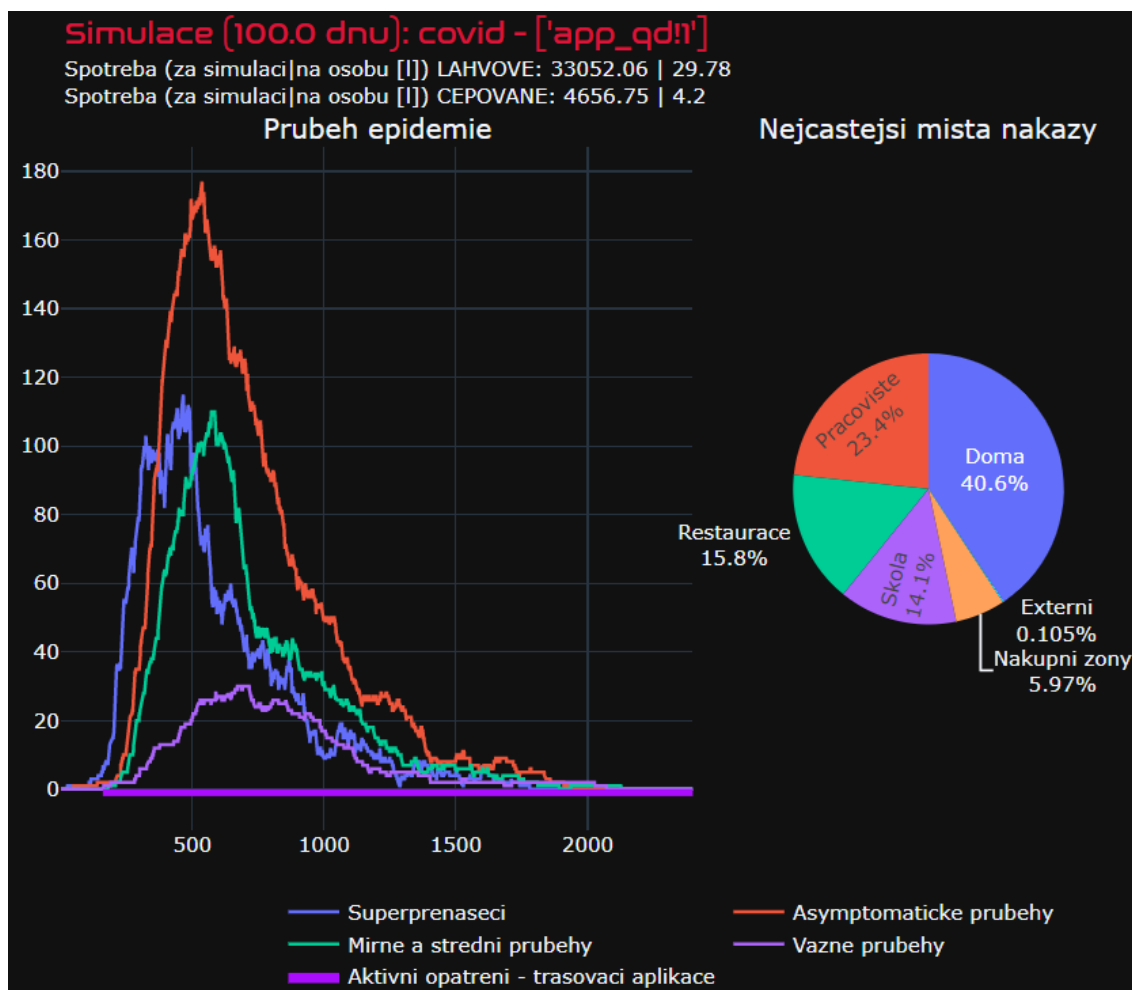 Simulace (100.0 dnu): covid - ['app_qd!1']
Spotreba (za simulaci|na osobu [l]) LAHVOVE: 33052.06 | 29.78
Spotreba (za simulaci|na osobu [l]) CEPOVANE: 4656.75 | 4.2
Prubeh epidemie
180
160
140
120
100
80
60
40
20
0
500
1000
1500
2000
Nejcastejsi mista nakazy
Pracoviste
23.4%
Doma
40.6%
Restaurace
15.8%
Skola
14.1%
Externi
0.105%
Nakupni zony
5.97%
Superprenaseci
Asymptomaticke prubehy
Mirne a stredni prubehy
Vazne prubehy
Aktivni opatreni - trasovaci aplikace